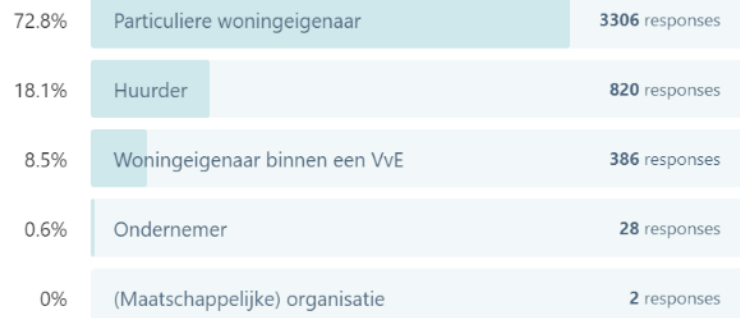 72.8% Particuliere woningeigenaar 3306 responses
18.1% Huurder 820 responses
8.5% Woningeigenaar binnen een VvE 386 responses
0.6% Ondernemer 28 responses
0% (Maatschappelijke) organisatie 2 responses